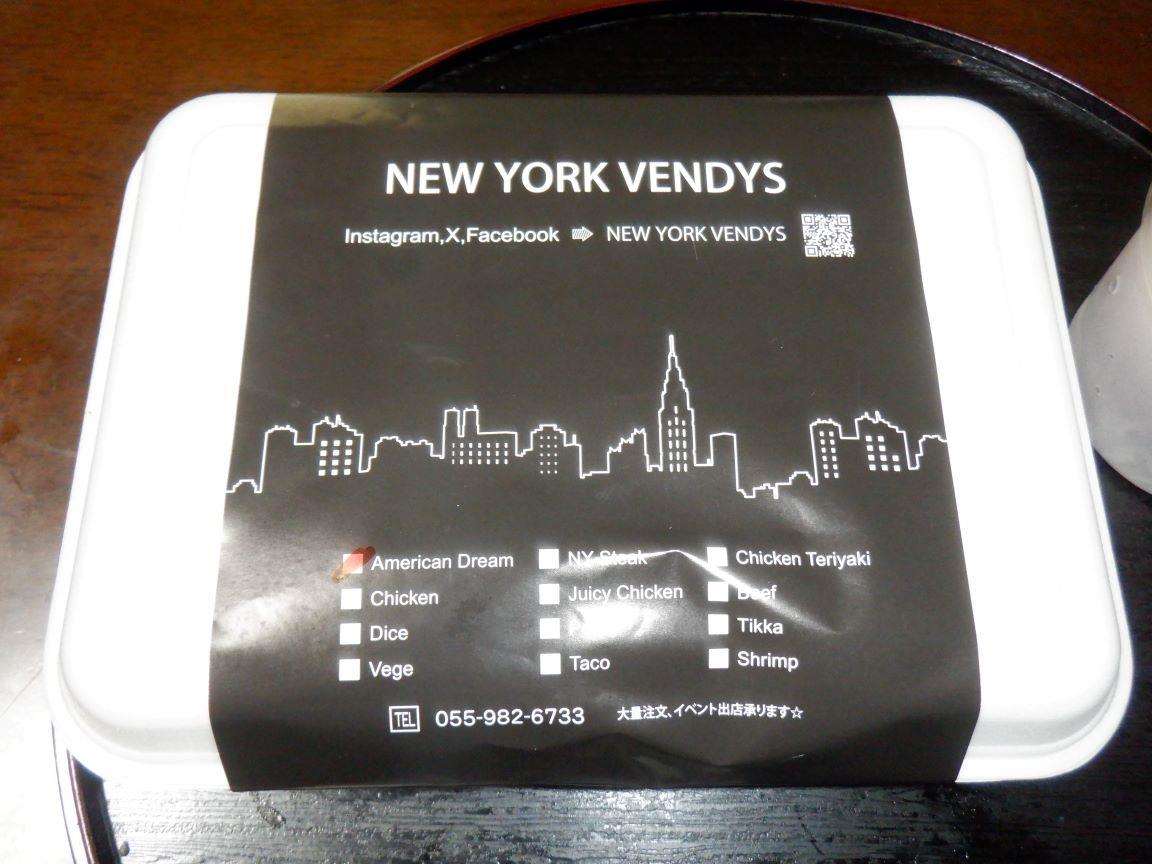 NEW YORK VENDYS
Instagram,X,Facebook ➡ NEW YORK VENDYS
American Dream NY Steak Chicken Teriyaki
Chicken Juicy Chicken Beef
Dice Tikka
Vege Taco Shrimp
TEL 055-982-6733 大量注文、イベント出店承ります☆